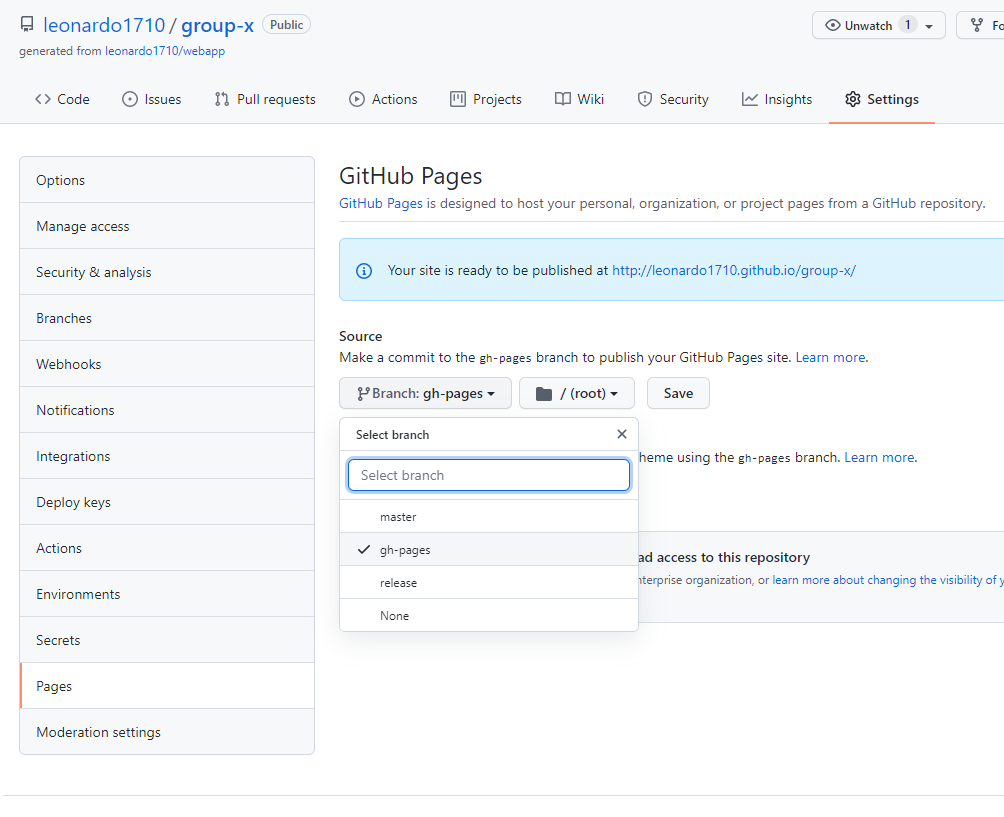 leonardo1710 / group-x Public
Unwatch 1
generated from leonardo1710/webapp
Code Issues Pull requests Actions Projects Wiki Security Insights Settings
Options
Manage access
Security & analysis
Branches
Webhooks
Notifications
Integrations
Deploy keys
Actions
Environments
Secrets
Pages
Moderation settings
GitHub Pages
GitHub Pages is designed to host your personal, organization, or project pages from a GitHub repository.
Your site is ready to be published at http://leonardo1710.github.io/group-x/
Source
Make a commit to the gh-pages branch to publish your GitHub Pages site. Learn more.
Branch: gh-pages / (root) Save
Select branch
heme using the gh-pages branch. Learn more.
Select branch
master
gh-pages
release
None
ad access to this repository
nterprise organization, or learn more about changing the visibility of y